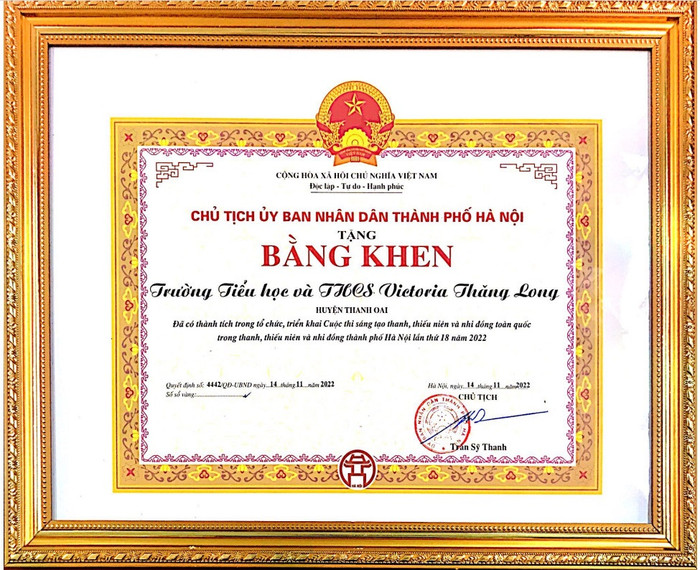 CỘNG HÒA XÃ HỘI CHỦ NGHĨA VIỆT NAM
Độc lập - Tự do - Hạnh phúc
CHỦ TỊCH ỦY BAN NHÂN DÂN THÀNH PHỐ HÀ NỘI
TẶNG
BẰNG KHEN
Trường Tiểu học và THCS Victoria Thăng Long
HUYỆN THANH OAI
Đã có thành tích trong tổ chức, triển khai Cuộc thi sáng tạo thanh, thiếu niên và nhi đồng toàn quốc
trong thanh, thiếu niên và nhi đồng thành phố Hà Nội lần thứ 18 năm 2022
Quyết định số: 4442/QĐ-UBND ngày 14 tháng 11 năm 2022
Số sổ vàng:
Hà Nội, ngày 14 tháng 11 năm 2022
CHỦ TỊCH
Trần Sỹ Thanh
HÀ NỘI